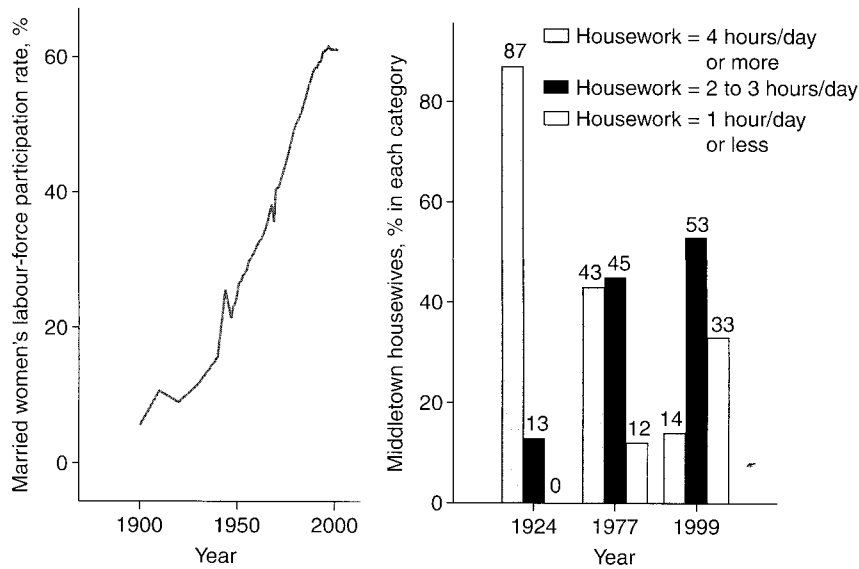 Married women's labour-force participation rate, %
60
40
20
0
1900
1950
2000
Year
Middletown housewives, % in each category
80
60
40
20
0
Housework = 4 hours/day
or more
Housework = 2 to 3 hours/day
Housework = 1 hour/day
or less
87
13
0
43
45
12
14
53
33
1924
1977
1999
Year